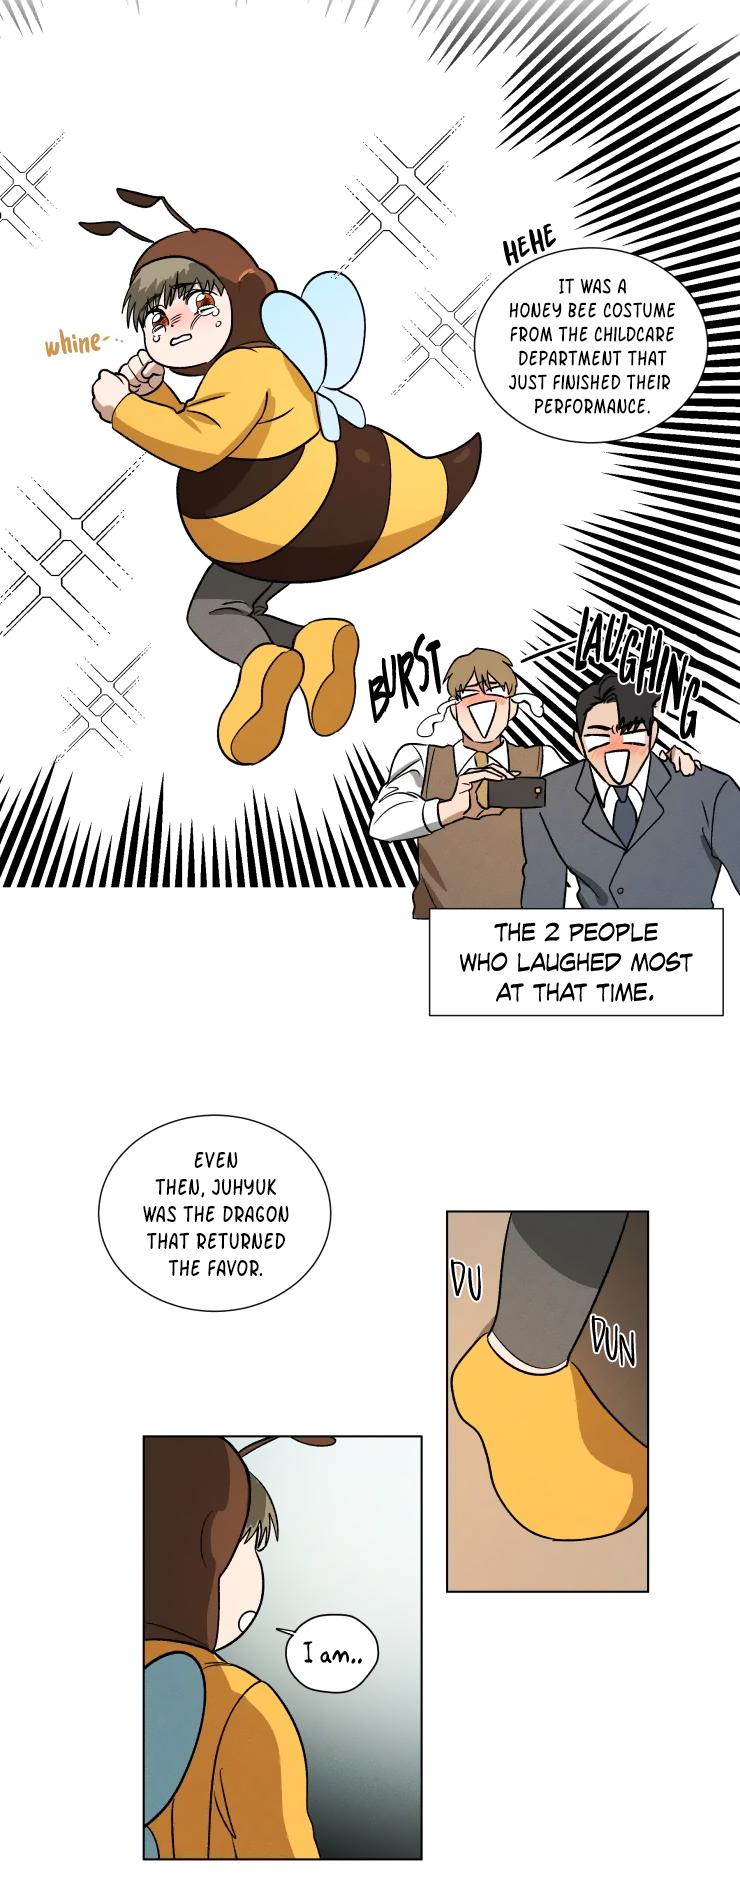 HEHE
IT WAS A
HONEY BEE COSTUME
FROM THE CHILDCARE
DEPARTMENT THAT
JUST FINISHED THEIR
PERFORMANCE.
whine-..
BURST
LAUGHING
THE 2 PEOPLE
WHO LAUGHED MOST
AT THAT TIME.
EVEN
THEN, JUHYUK
WAS THE DRAGON
THAT RETURNED
THE FAVOR.
DU
DUN
I am..